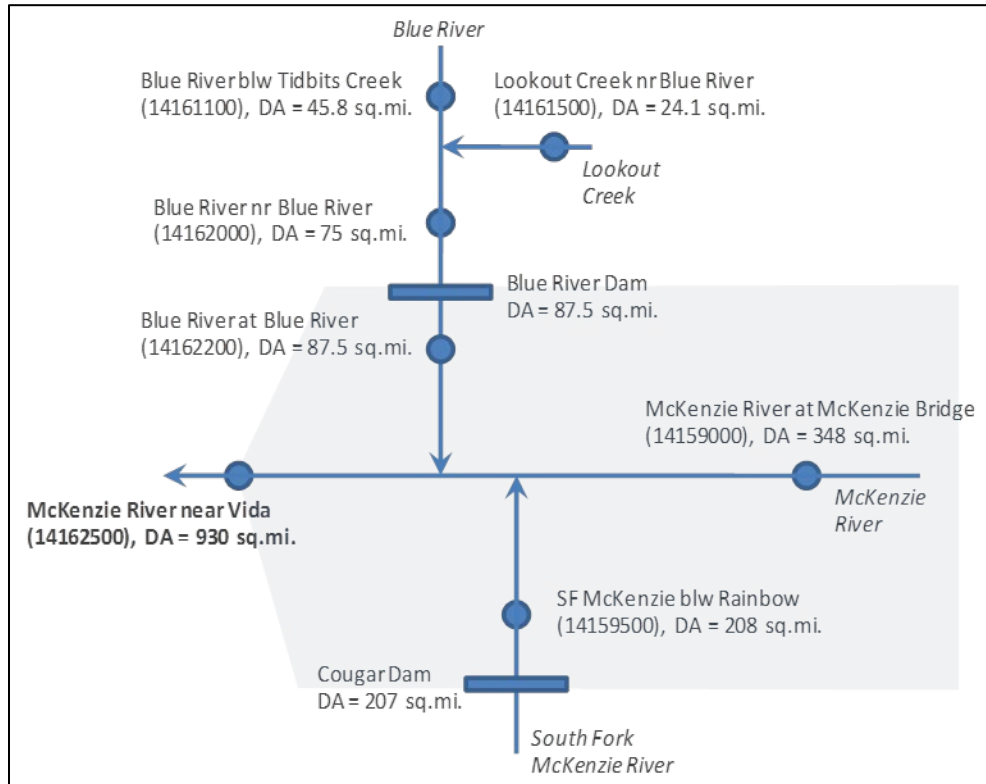 Blue River
Blue River blw Tidbits Creek
(14161100), DA = 45.8 sq.mi.
Lookout Creek nr Blue River
(14161500), DA = 24.1 sq.mi.
Lookout
Creek
Blue River nr Blue River
(14162000), DA = 75 sq.mi.
Blue River Dam
DA = 87.5 sq.mi.
Blue River at Blue River
(14162200), DA = 87.5 sq.mi.
McKenzie River at McKenzie Bridge
(14159000), DA = 348 sq.mi.
McKenzie
River
McKenzie River near Vida
(14162500), DA = 930 sq.mi.
SF McKenzie blw Rainbow
(14159500), DA = 208 sq.mi.
Cougar Dam
DA = 207 sq.mi.
South Fork
McKenzie River